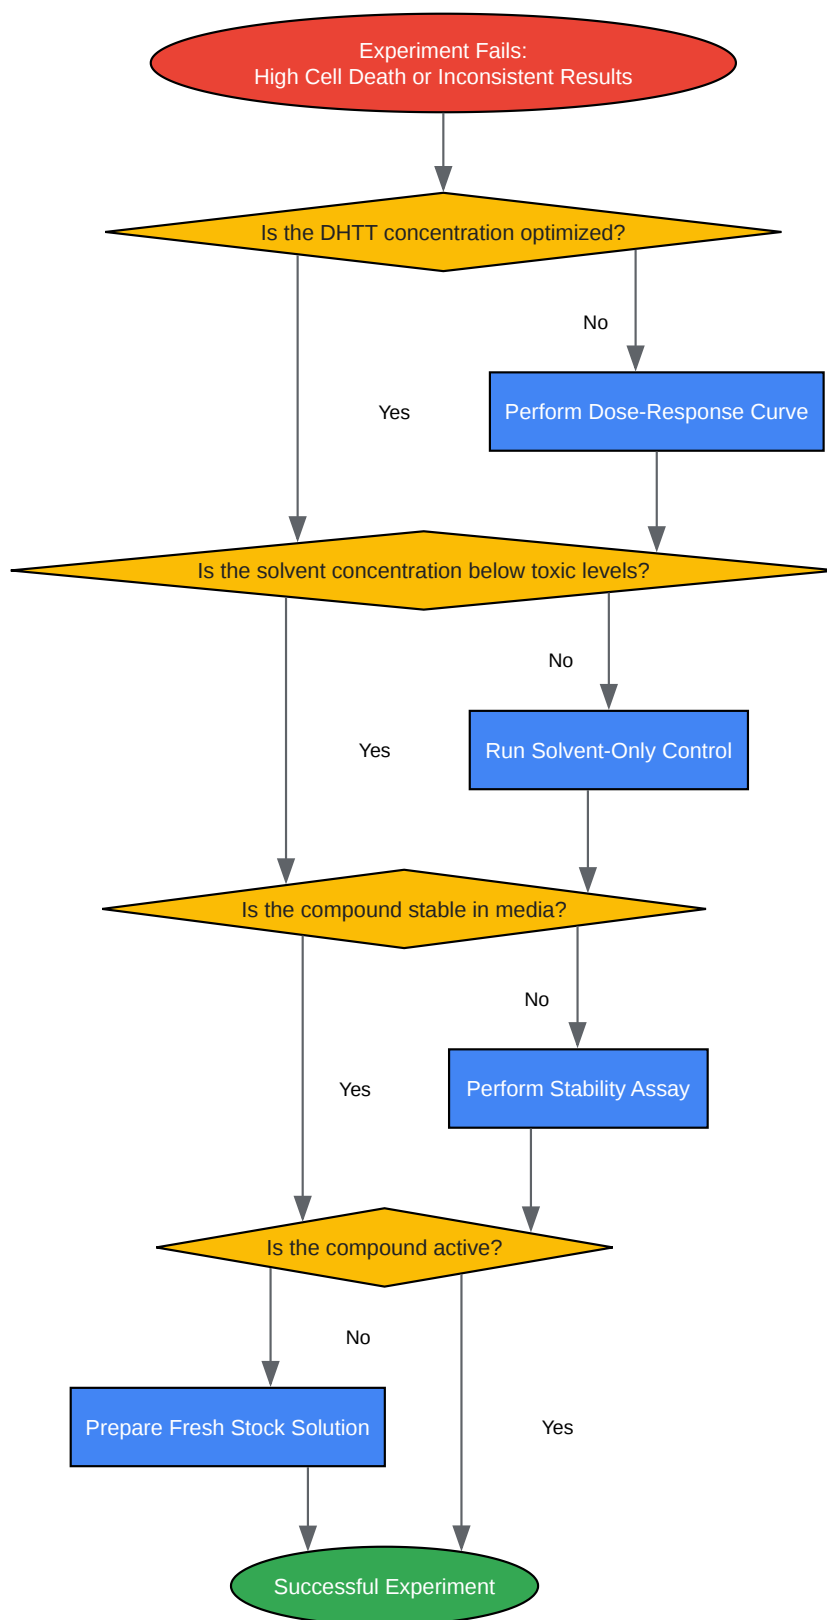 Experiment Fails:
High Cell Death or Inconsistent Results
Is the DHTT concentration optimized?
No
Perform Dose-Response Curve
Yes
Is the solvent concentration below toxic levels?
No
Run Solvent-Only Control
Yes
Is the compound stable in media?
No
Perform Stability Assay
Yes
Is the compound active?
No
Prepare Fresh Stock Solution
Yes
Successful Experiment